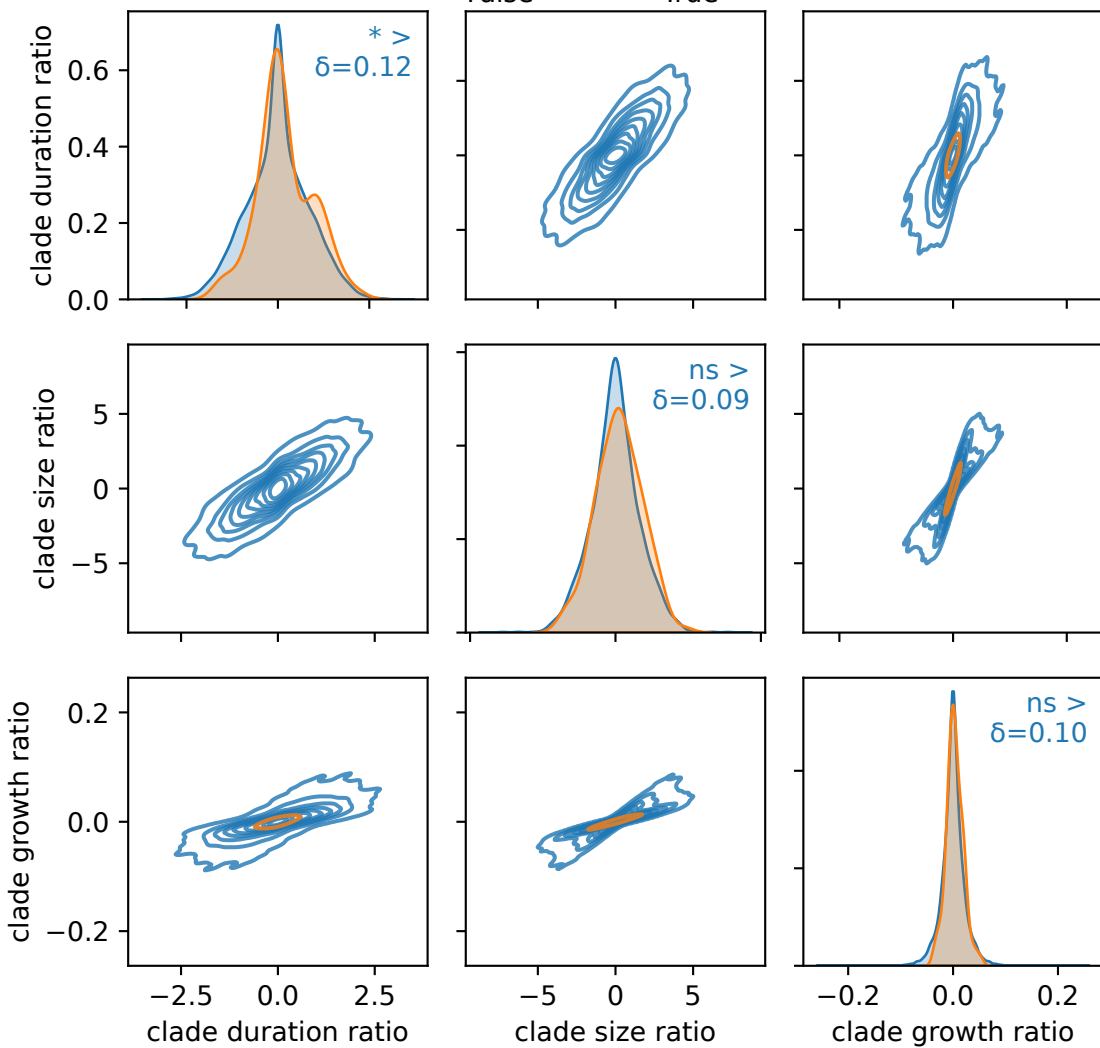 True
clade duration ratio
0.6
0.4
0.2
0.0
* >
δ=0.12
clade size ratio
5
0
−5
ns >
δ=0.09
clade growth ratio
0.2
0.0
−0.2
ns >
δ=0.10
−2.5 0.0 2.5
−5 0 5
−0.2 0.0 0.2
clade duration ratio
clade size ratio
clade growth ratio